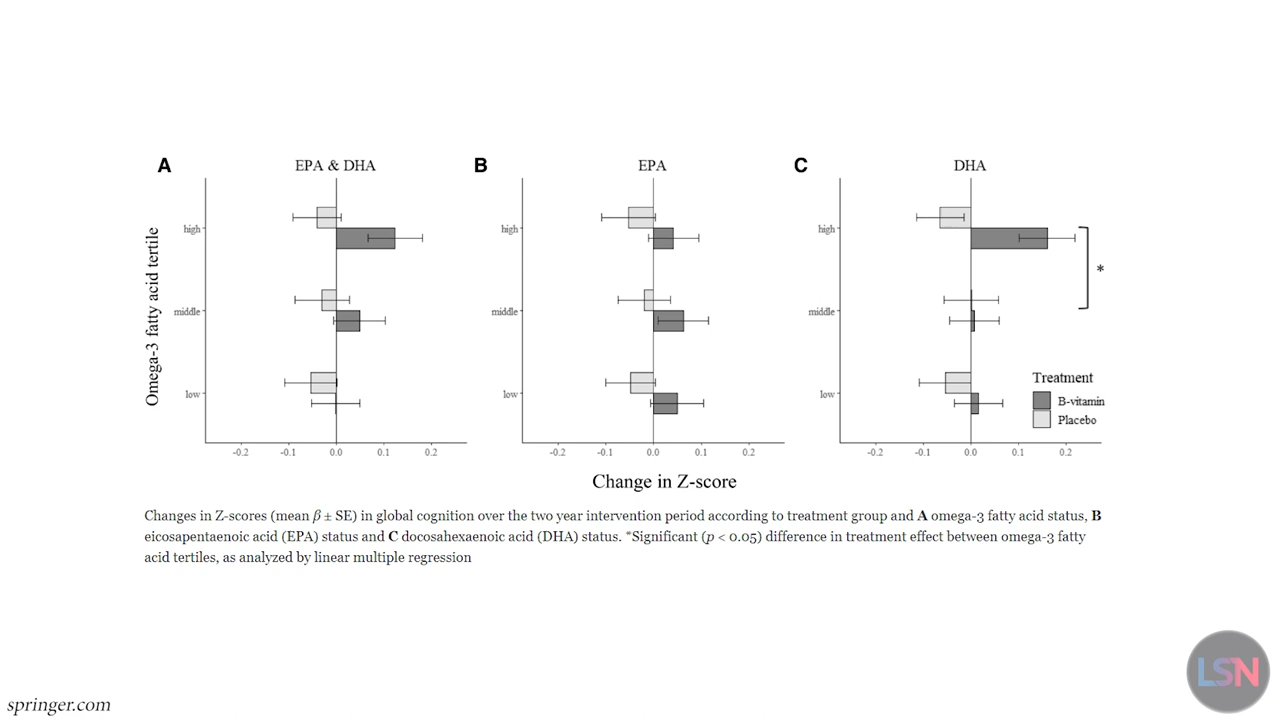 A
EPA & DHA
B
EPA
C
DHA
Omega-3 fatty acid tertile
high
middle
low
-0.2 -0.1 0.0 0.1 0.2
high
middle
low
-0.2 -0.1 0.0 0.1 0.2
high
middle
low
-0.2 -0.1 0.0 0.1 0.2
*
Treatment
B-vitamin
Placebo
Change in Z-score
Changes in Z-scores (mean β ± SE) in global cognition over the two year intervention period according to treatment group and A omega-3 fatty acid status, B
eicosapentaenoic acid (EPA) status and C docosahexaenoic acid (DHA) status. *Significant (p < 0.05) difference in treatment effect between omega-3 fatty
acid tertiles, as analyzed by linear multiple regression
springer.com
LSN